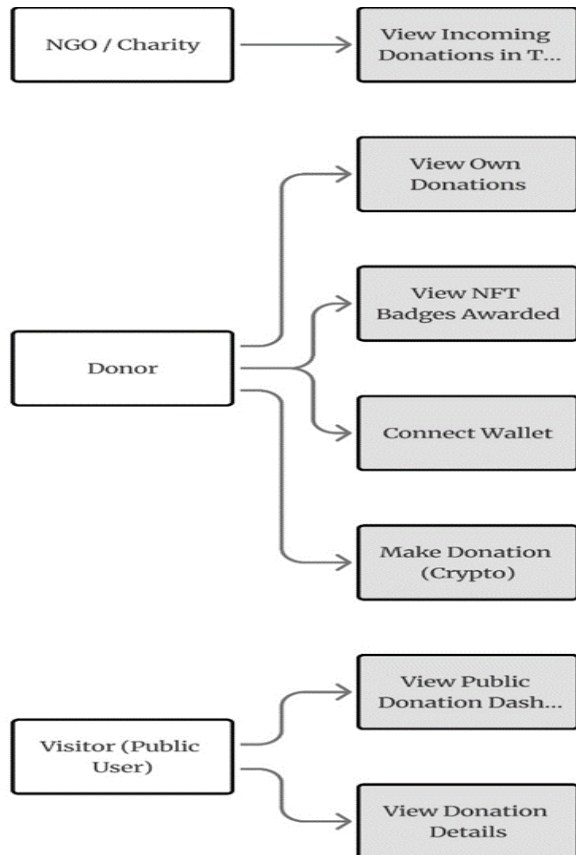 NGO / Charity
View Incoming
Donations in T...
View Own
Donations
View NFT
Badges Awarded
Donor
Connect Wallet
Make Donation
(Crypto)
View Public
Donation Dash...
Visitor (Public
User)
View Donation
Details